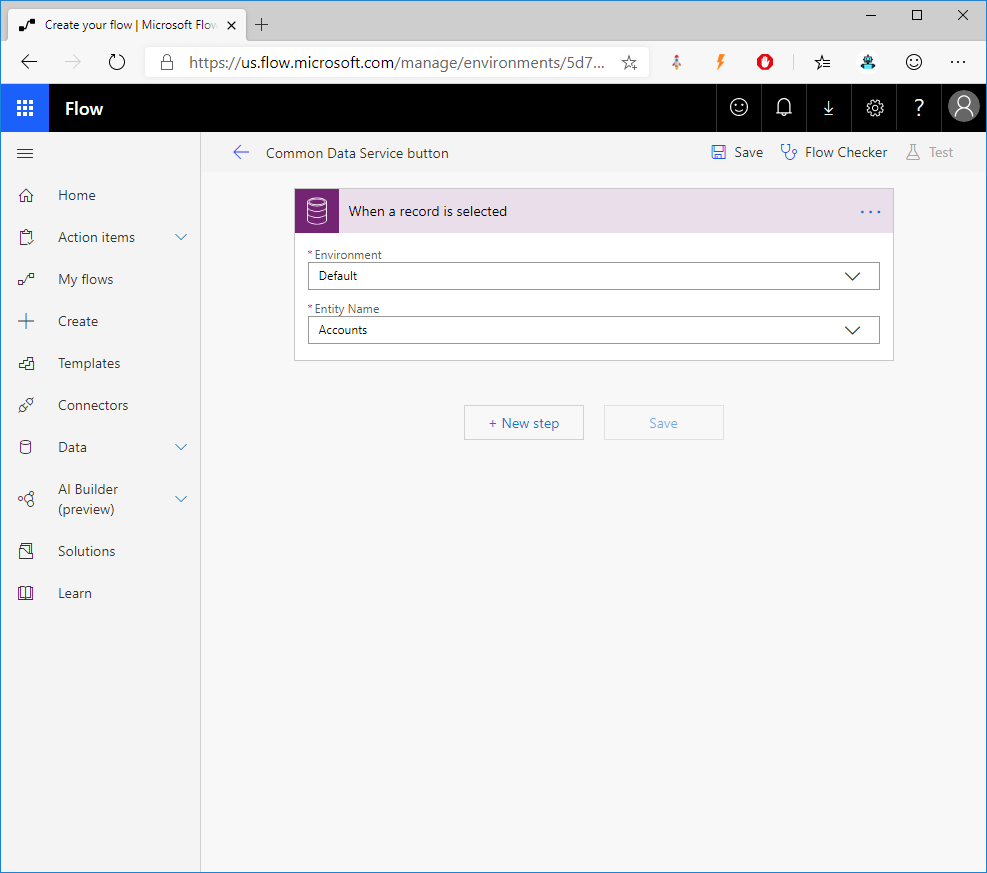 Create your flow | Microsoft Flow
https://us.flow.microsoft.com/manage/environments/5d7...
Flow
?
Common Data Service button
Save
Flow Checker
Test
Home
Action items
My flows
Create
Templates
Connectors
Data
AI Builder
(preview)
Solutions
Learn
When a record is selected
* Environment
Default
* Entity Name
Accounts
+ New step
Save